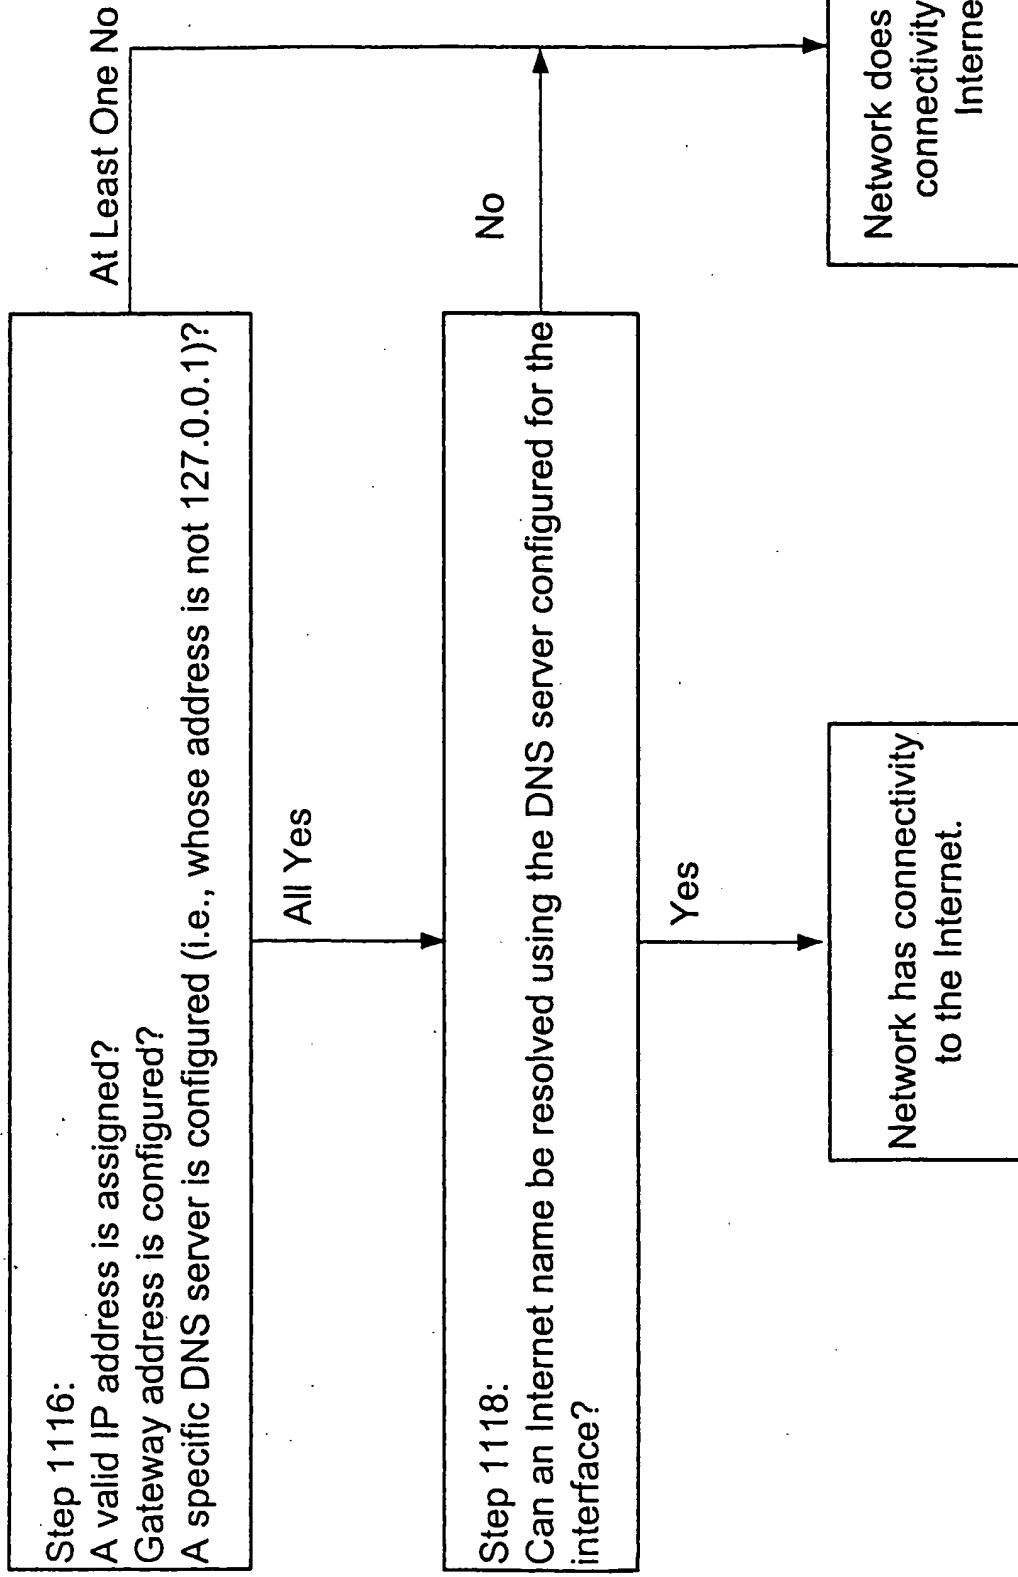 Step 1116:
A valid IP address is assigned?
Gateway address is configured?
A specific DNS server is configured (i.e., whose address is not 127.0.0.1)?
At Least One No
All Yes
Step 1118:
Can an Internet name be resolved using the DNS server configured for the
interface?
No
Yes
Network has connectivity
to the Internet.
Network does
connectivity
Interne